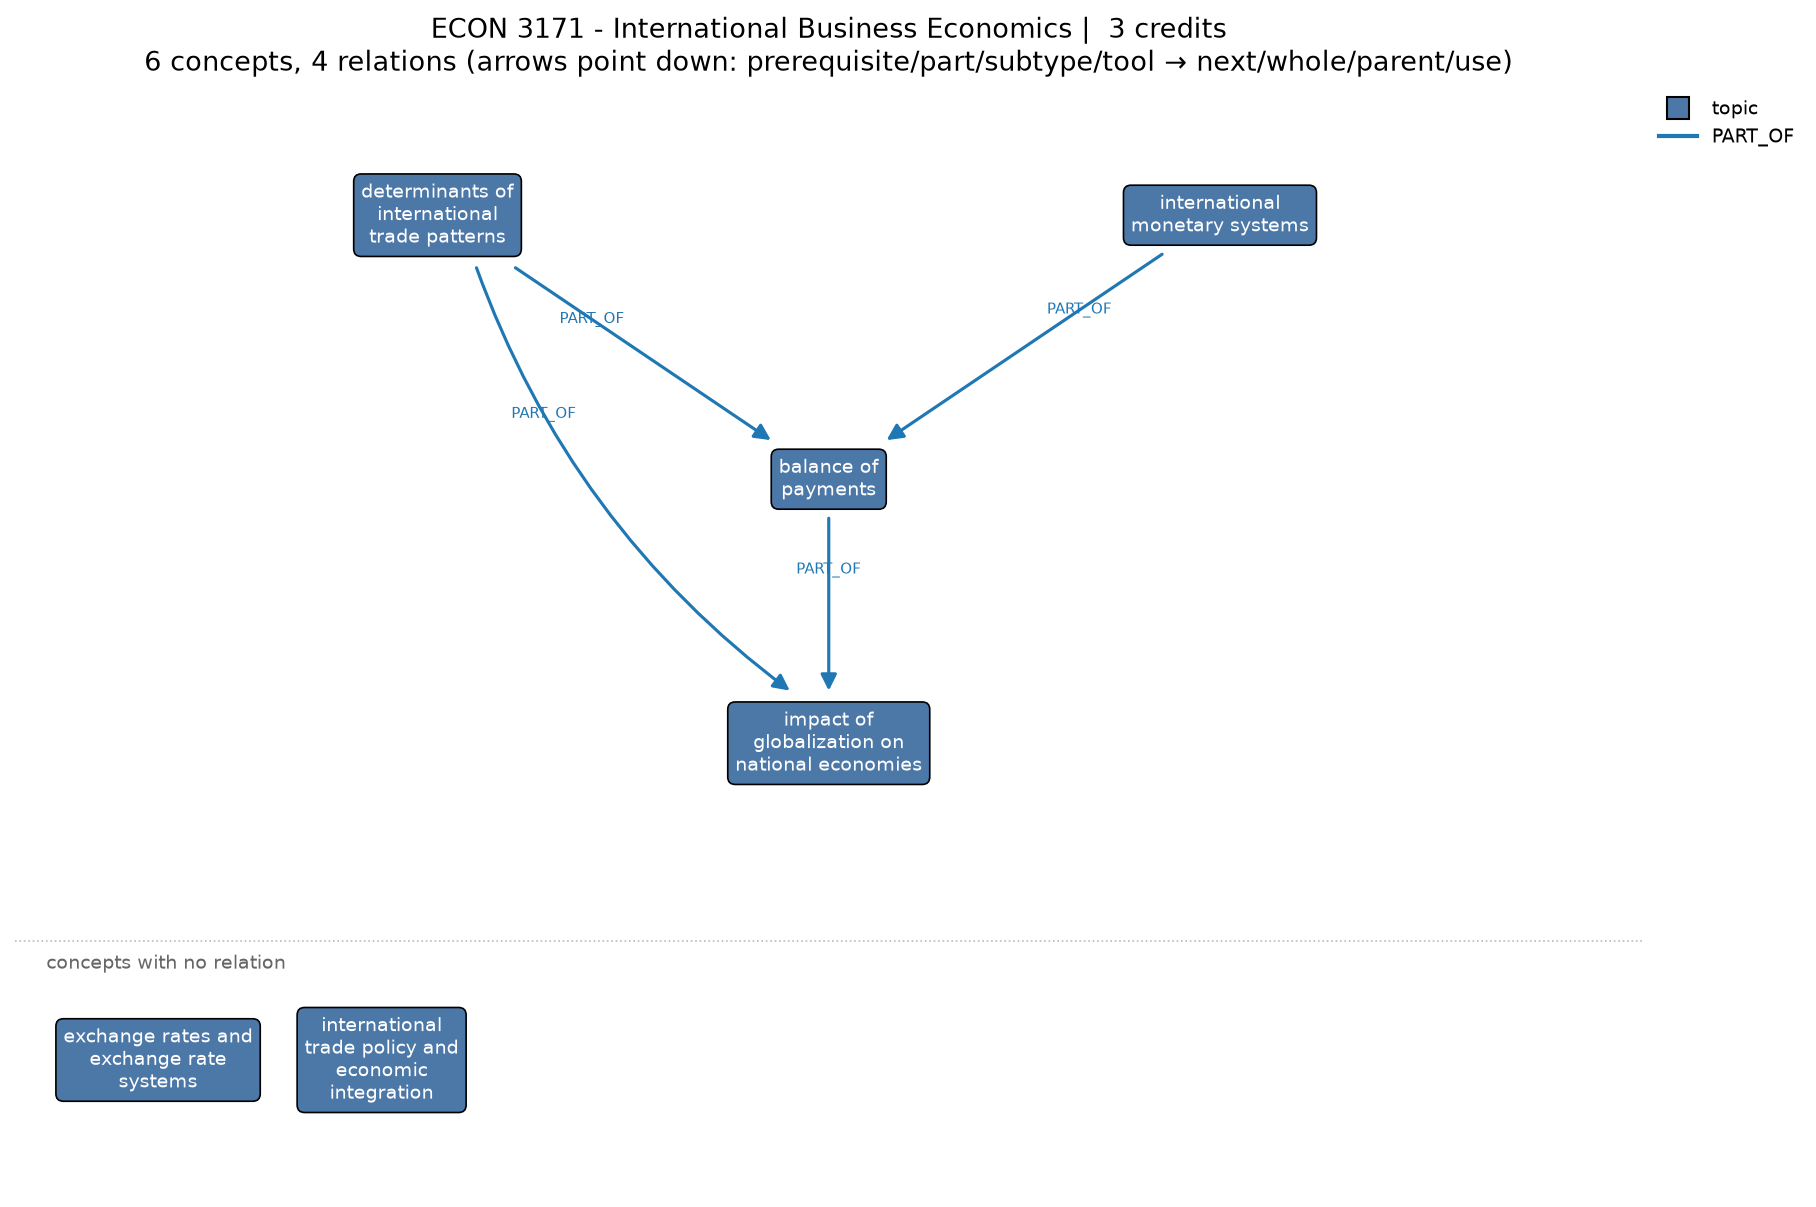 ECON 3171 - International Business Economics |  3 credits
6 concepts, 4 relations (arrows point down: prerequisite/part/subtype/tool → next/whole/parent/use)
topic
PART_OF
determinants of
international
trade patterns
international
monetary systems
PART_OF
PART_OF
PART_OF
balance of
payments
PART_OF
impact of
globalization on
national economies
concepts with no relation
exchange rates and
exchange rate
systems
international
trade policy and
economic
integration